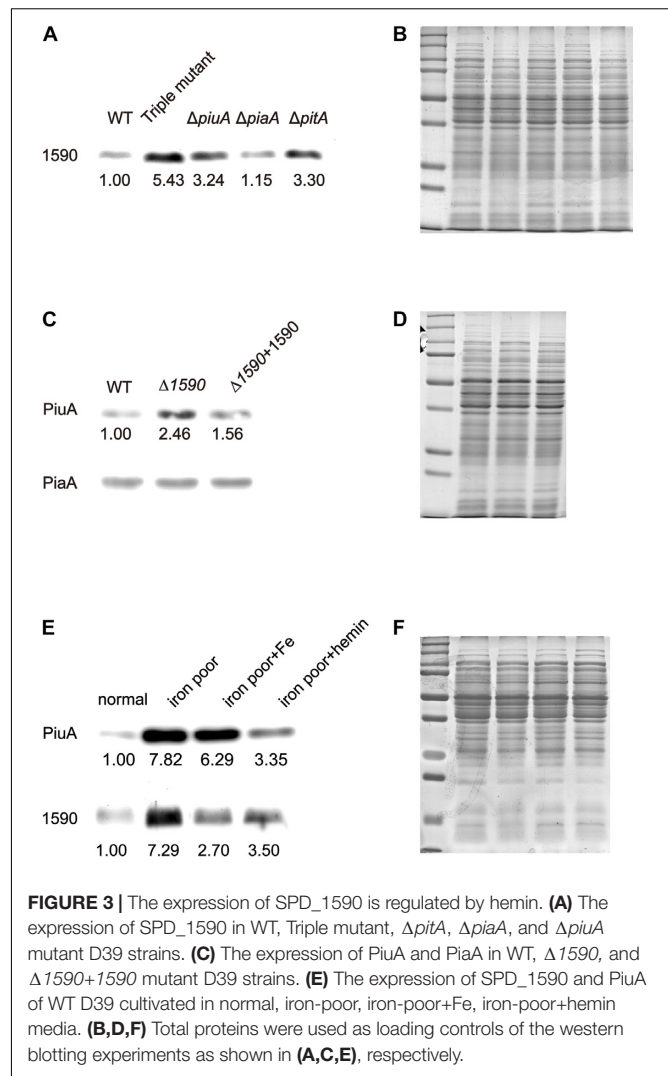 A
B
WT Triple mutant ΔpiuA ΔpiaA ΔpitA
1590
1.00 5.43 3.24 1.15 3.30
C
D
WT Δ1590 Δ1590+1590
PiuA
1.00 2.46 1.56
PiaA
E
F
normal iron poor iron poor+Fe iron poor+hemin
PiuA
1.00 7.82 6.29 3.35
1590
1.00 7.29 2.70 3.50
FIGURE 3 | The expression of SPD_1590 is regulated by hemin. (A) The
expression of SPD_1590 in WT, Triple mutant, ΔpitA, ΔpiaA, and ΔpiuA
mutant D39 strains. (C) The expression of PiuA and PiaA in WT, Δ1590, and
Δ1590+1590 mutant D39 strains. (E) The expression of SPD_1590 and PiuA
of WT D39 cultivated in normal, iron-poor, iron-poor+Fe, iron-poor+hemin
media. (B,D,F) Total proteins were used as loading controls of the western
blotting experiments as shown in (A,C,E), respectively.